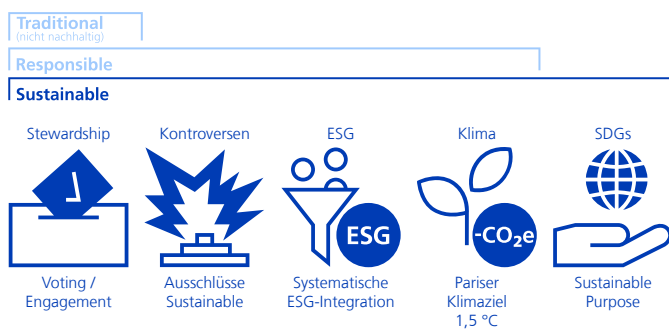 Traditional
(nicht nachhaltig)
Responsible
Sustainable
Stewardship
Kontroversen
ESG
Klima
SDGs
ESG
-CO₂e
Voting /
Engagement
Ausschlüsse
Sustainable
Systematische
ESG-Integration
Pariser
Klimaziel
1,5 °C
Sustainable
Purpose